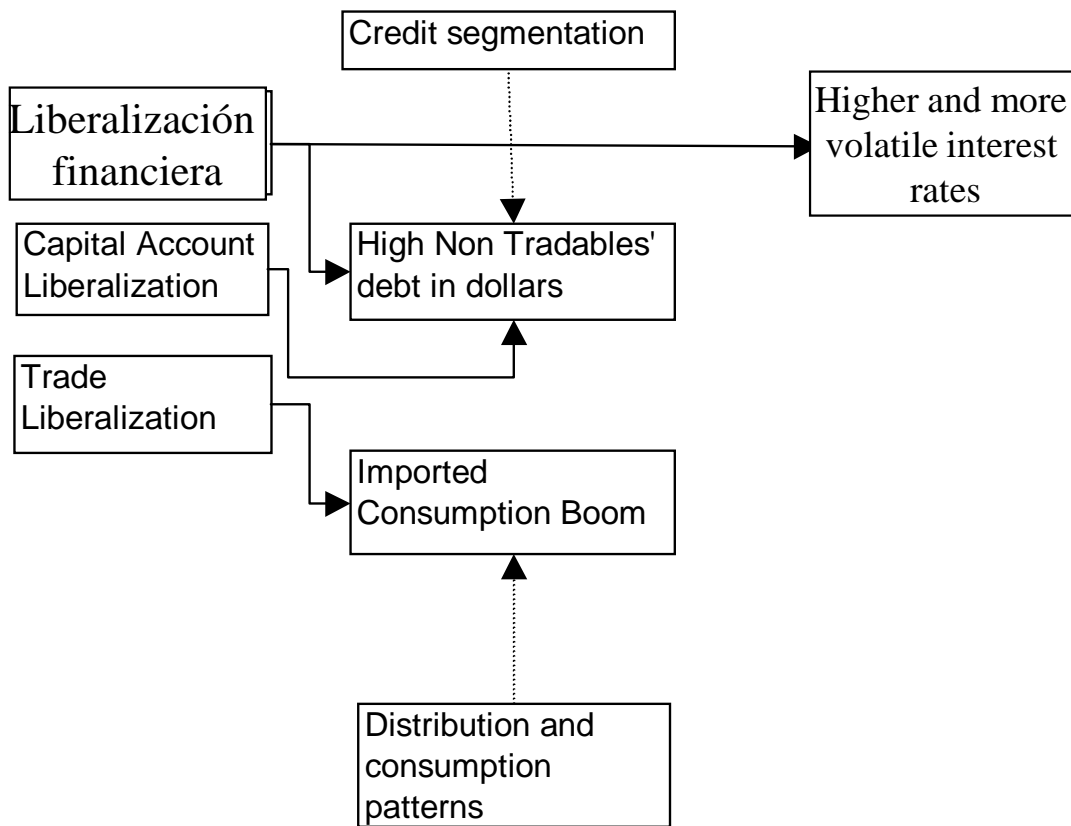 Credit segmentation
Liberalización
financiera
Higher and more
volatile interest
rates
Capital Account
Liberalization
High Non Tradables'
debt in dollars
Trade
Liberalization
Imported
Consumption Boom
Distribution and
consumption
patterns